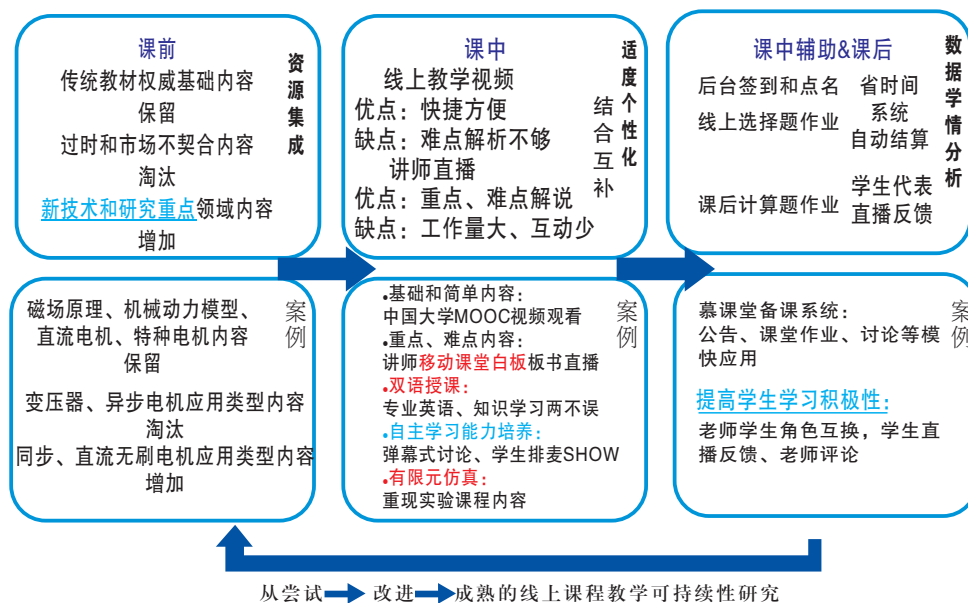 课前
传统教材权威基础内容
保留
过时和市场不契合内容
淘汰
新技术和研究重点领域内容
增加
资源集成
课中
线上教学视频
优点：快捷方便
缺点：难点解析不够
讲师直播
优点：重点、难点解说
缺点：工作量大、互动少
结合互补
适度个性化
课中辅助&课后
后台签到和点名
省时间
线上选择题作业
系统
自动结算
课后计算题作业
学生代表
直播反馈
数据学情分析
磁场原理、机械动力模型、
直流电机、特种电机内容
保留
变压器、异步电机应用类型内容
淘汰
同步、直流无刷电机应用类型内容
增加
案例
•基础和简单内容：
中国大学MOOC视频观看
•重点、难点内容：
讲师移动课堂白板板书直播
•双语授课：
专业英语、知识学习两不误
•自主学习能力培养：
弹幕式讨论、学生排麦SHOW
•有限元仿真：
重现实验课程内容
案例
慕课堂备课系统：
公告、课堂作业、讨论等模
快应用
提高学生学习积极性：
老师学生角色互换，学生直
播反馈、老师评论
案例
从尝试 改进 成熟的线上课程教学可持续性研究